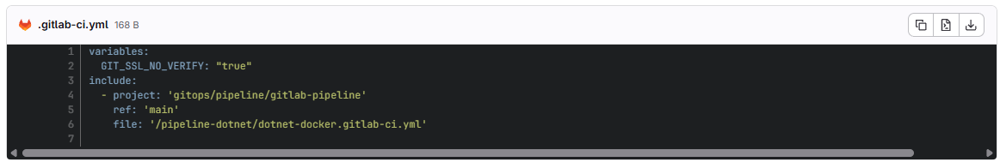 .gitlab-ci.yml 168 B
1 variables:
2   GIT_SSL_NO_VERIFY: "true"
3 include:
4   - project: 'gitops/pipeline/gitlab-pipeline'
5     ref: 'main'
6     file: '/pipeline-dotnet/dotnet-docker.gitlab-ci.yml'
7